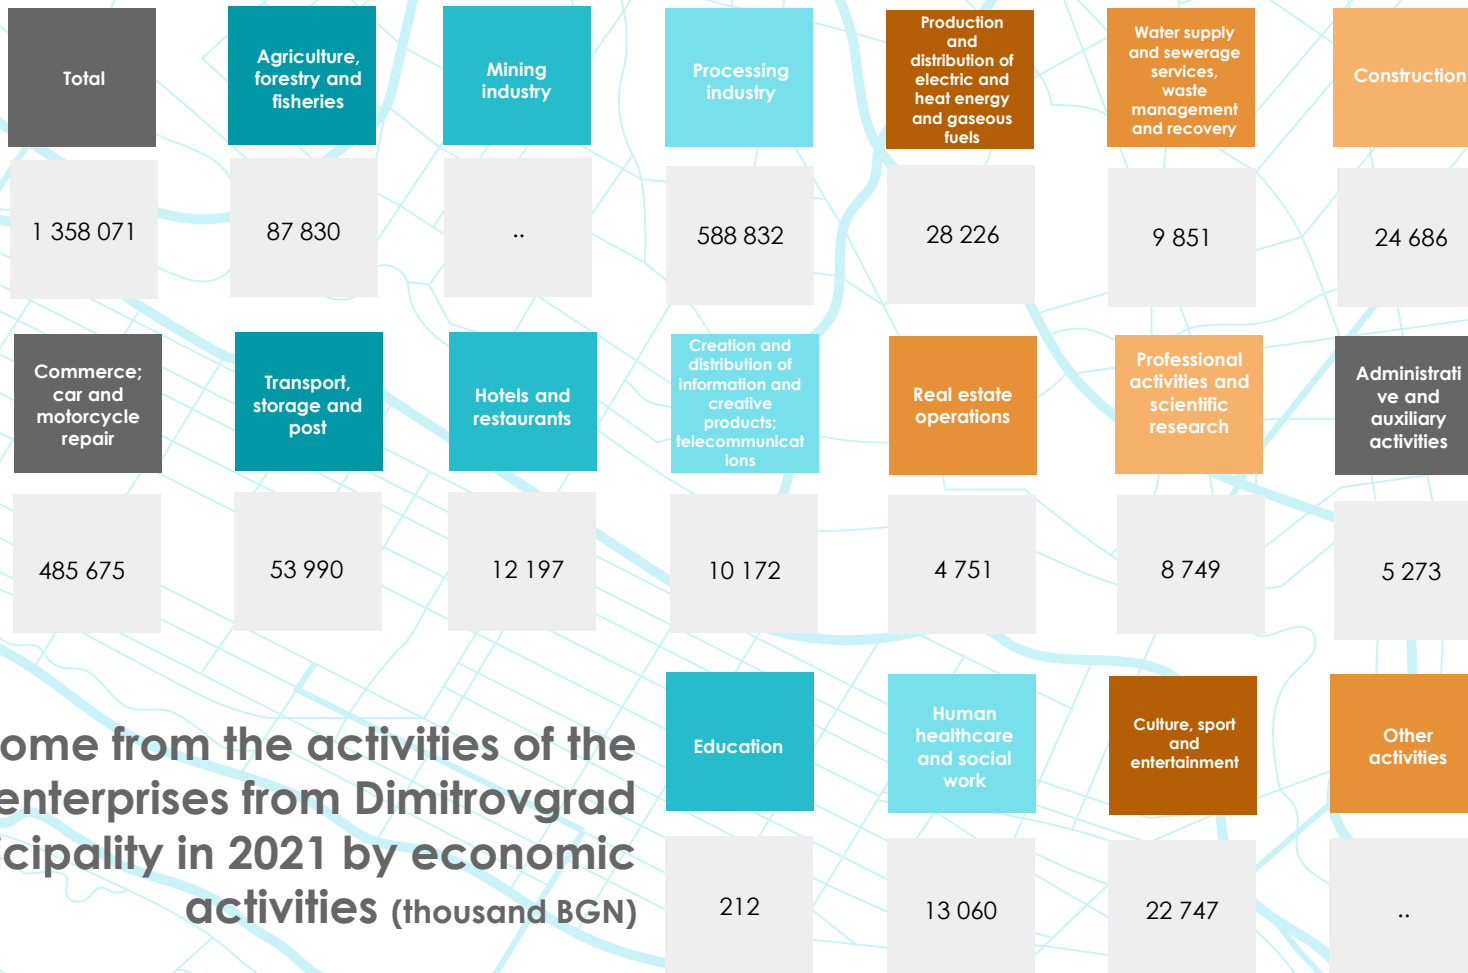 Total
Agriculture,
forestry and
fisheries
Mining
industry
Processing
industry
Production
and
distribution of
electric and
heat energy
and gaseous
fuels
Water supply
and sewerage
services,
waste
management
and recovery
Construction
1 358 071
87 830
..
588 832
28 226
9 851
24 686
Commerce;
car and
motorcycle
repair
Transport,
storage and
post
Hotels and
restaurants
Creation and
distribution of
information and
creative
products;
telecommunicat
ions
Real estate
operations
Professional
activities and
scientific
research
Administrati
ve and
auxiliary
activities
485 675
53 990
12 197
10 172
4 751
8 749
5 273
ome from the activities of the
enterprises from Dimitrovgrad
cipality in 2021 by economic
activities (thousand BGN)
Education
Human
healthcare
and social
work
Culture, sport
and
entertainment
Other
activities
212
13 060
22 747
..